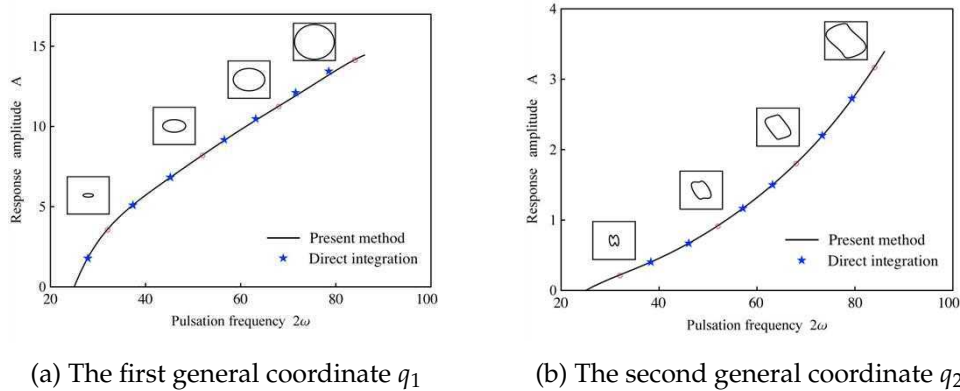 Response amplitude A
15
10
5
0
20
40
60
80
100
Pulsation frequency 2ω
Present method
Direct integration
(a) The first general coordinate q1
Response amplitude A
4
3
2
1
0
20
40
60
80
100
Pulsation frequency 2ω
Present method
Direct integration
(b) The second general coordinate q2